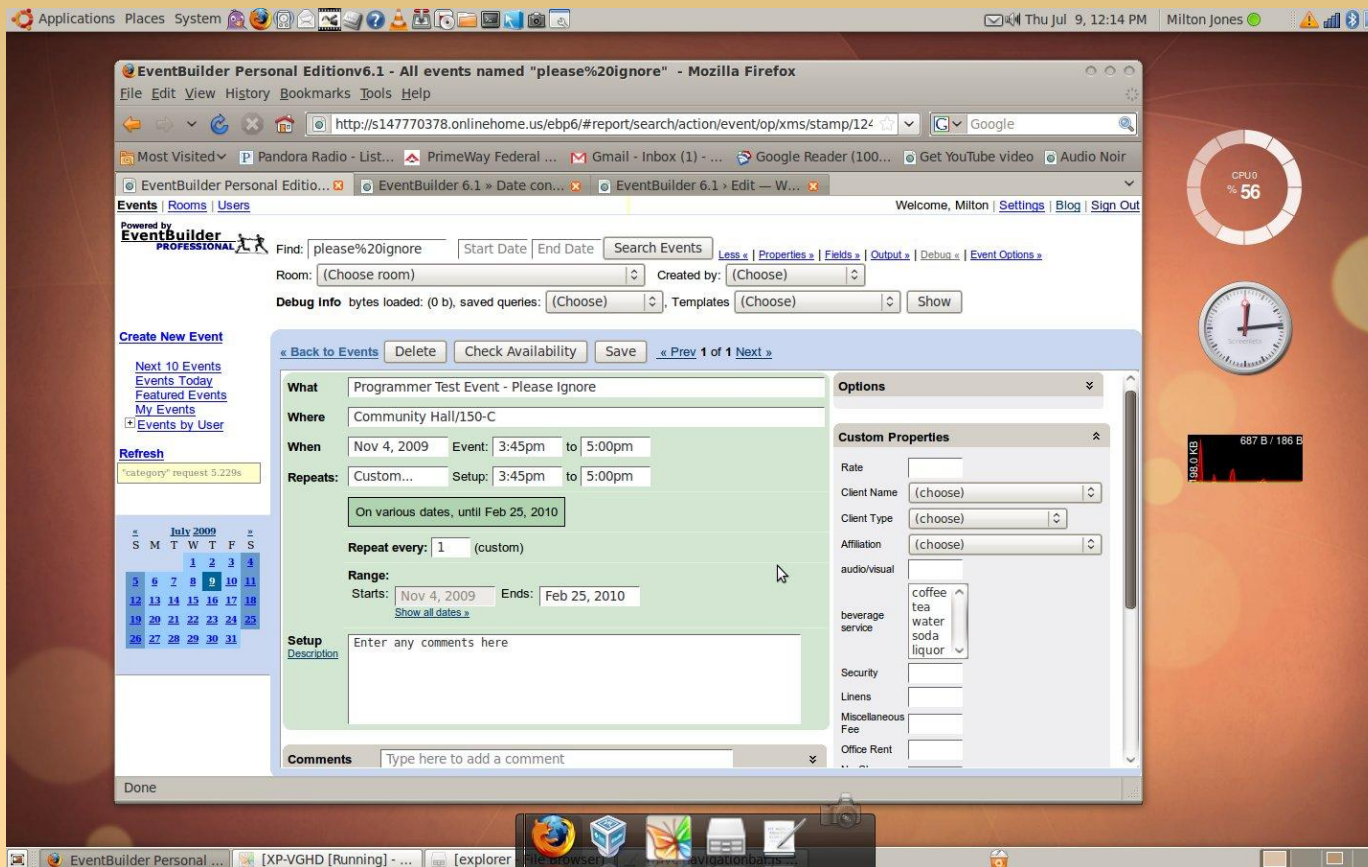 Applications Places System Thu Jul 9, 12:14 PM Milton Jones
EventBuilder Personal Editionv6.1 - All events named "please%20ignore" - Mozilla Firefox
File Edit View History Bookmarks Tools Help
http://s147770378.onlinehome.us/ebp6/#report/search/action/event/op/xms/stamp/124 G Google
Most Visited Pandora Radio - List... PrimeWay Federal ... Gmail - Inbox (1) - ... Google Reader (100... Get YouTube video Audio Noir
EventBuilder Personal Editio... EventBuilder 6.1 » Date con... EventBuilder 6.1 › Edit — W...
Events | Rooms | Users Welcome, Milton | Settings | Blog | Sign Out
Powered by
EventBuilder
PROFESSIONAL
Find: please%20ignore Start Date End Date Search Events Less « | Properties » | Fields » | Output » | Debug « | Event Options »
Room: (Choose room) Created by: (Choose)
Debug info bytes loaded: (0 b), saved queries: (Choose) , Templates (Choose) Show
Create New Event
Next 10 Events
Events Today
Featured Events
My Events
Events by User
Refresh
"category" request 5.229s
« July 2009 »
S M T W T F S
1 2 3 4
5 6 7 8 9 10 11
12 13 14 15 16 17 18
19 20 21 22 23 24 25
26 27 28 29 30 31
« Back to Events Delete Check Availability Save « Prev 1 of 1 Next »
What Programmer Test Event - Please Ignore
Where Community Hall/150-C
When Nov 4, 2009 Event: 3:45pm to 5:00pm
Repeats: Custom... Setup: 3:45pm to 5:00pm
On various dates, until Feb 25, 2010
Repeat every: 1 (custom)
Range:
Starts: Nov 4, 2009 Ends: Feb 25, 2010
Show all dates »
Setup Enter any comments here
Description
Comments Type here to add a comment
Options
Custom Properties
Rate
Client Name (choose)
Client Type (choose)
Affiliation (choose)
audio/visual
beverage
service
coffee
tea
water
soda
liquor
Security
Linens
Miscellaneous
Fee
Office Rent
Done
CPU0
% 56
Screenlets
198.0 KB
687 B / 186 B
EventBuilder Personal ... [XP-VGHD [Running] - ... [explorer - File Browser] navigationbar.js